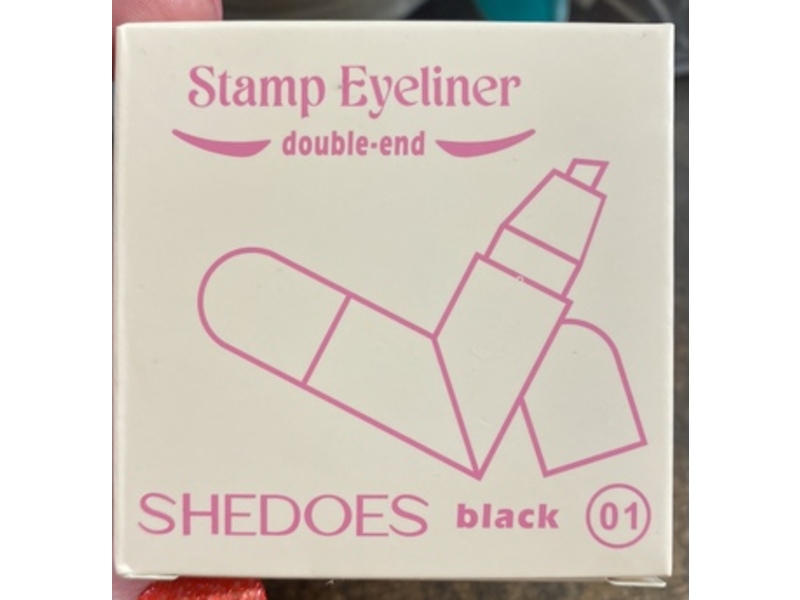 Stamp Eyeliner
double-end
SHEDOES black 01